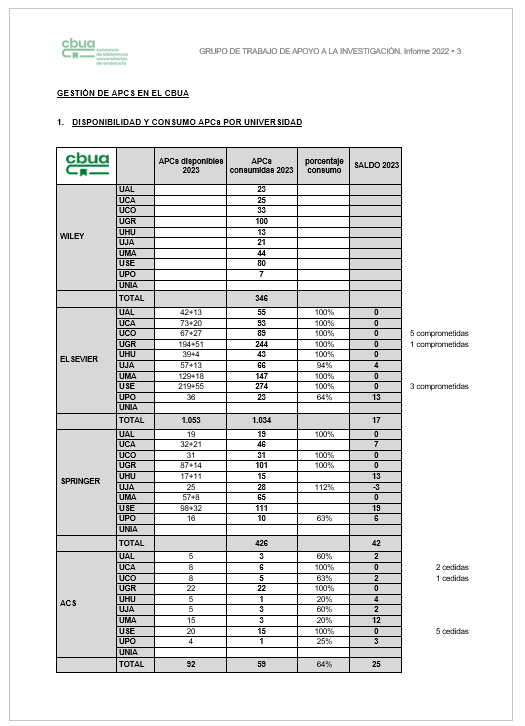 cbua
consorcio de bibliotecas universitarias de andalucía
GRUPO DE TRABAJO DE APOYO A LA INVESTIGACIÓN. Informe 2022 • 3
GESTIÓN DE APCS EN EL CBUA
1. DISPONIBILIDAD Y CONSUMO APCs POR UNIVERSIDAD
cbua APCs disponibles 2023 APCs consumidas 2023 porcentaje consumo SALDO 2023
WILEY
UAL 23
UCA 25
UCO 33
UGR 100
UHU 13
UJA 21
UMA 44
USE 80
UPO 7
UNIA
TOTAL 346
ELSEVIER
UAL 42+13 55 100% 0
UCA 73+20 93 100% 0
UCO 67+27 89 100% 0 5 comprometidas
UGR 194+51 244 100% 0 1 comprometidas
UHU 39+4 43 100% 0
UJA 57+13 66 94% 4
UMA 129+18 147 100% 0
USE 219+55 274 100% 0 3 comprometidas
UPO 36 23 64% 13
UNIA
TOTAL 1.053 1.034 17
SPRINGER
UAL 19 19 100% 0
UCA 32+21 46 7
UCO 31 31 100% 0
UGR 87+14 101 100% 0
UHU 17+11 15 13
UJA 25 28 112% -3
UMA 57+8 65 0
USE 98+32 111 19
UPO 16 10 63% 6
UNIA
TOTAL 426 42
ACS
UAL 5 3 60% 2
UCA 8 6 100% 0 2 cedidas
UCO 8 5 63% 2 1 cedidas
UGR 22 22 100% 0
UHU 5 1 20% 4
UJA 5 3 60% 2
UMA 15 3 20% 12
USE 20 15 100% 0 5 cedidas
UPO 4 1 25% 3
UNIA
TOTAL 92 59 64% 25